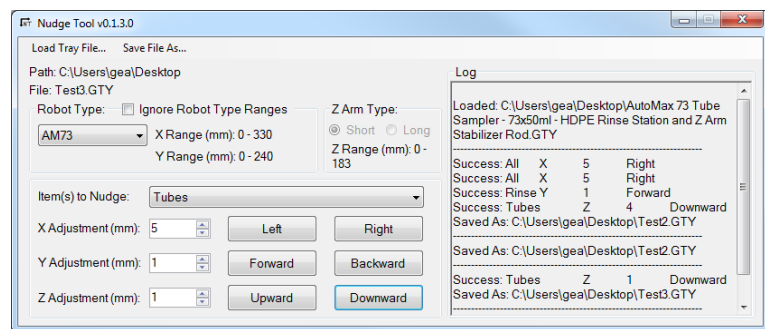 Nudge Tool v0.1.3.0
Load Tray File... Save File As...
Path: C:\Users\gea\Desktop
File: Test3.GTY
Robot Type: Ignore Robot Type Ranges
AM73
X Range (mm): 0 - 330
Y Range (mm): 0 - 240
Z Arm Type:
Short Long
Z Range (mm): 0 -
183
Item(s) to Nudge: Tubes
X Adjustment (mm): 5 Left Right
Y Adjustment (mm): 1 Forward Backward
Z Adjustment (mm): 1 Upward Downward
Log
Loaded: C:\Users\gea\Desktop\AutoMax 73 Tube
Sampler - 73x50ml - HDPE Rinse Station and Z Arm
Stabilizer Rod.GTY
Success: All X 5 Right
Success: All X 5 Right
Success: Rinse Y 1 Forward
Success: Tubes Z 4 Downward
Saved As: C:\Users\gea\Desktop\Test2.GTY
Saved As: C:\Users\gea\Desktop\Test2.GTY
Success: Tubes Z 1 Downward
Saved As: C:\Users\gea\Desktop\Test3.GTY